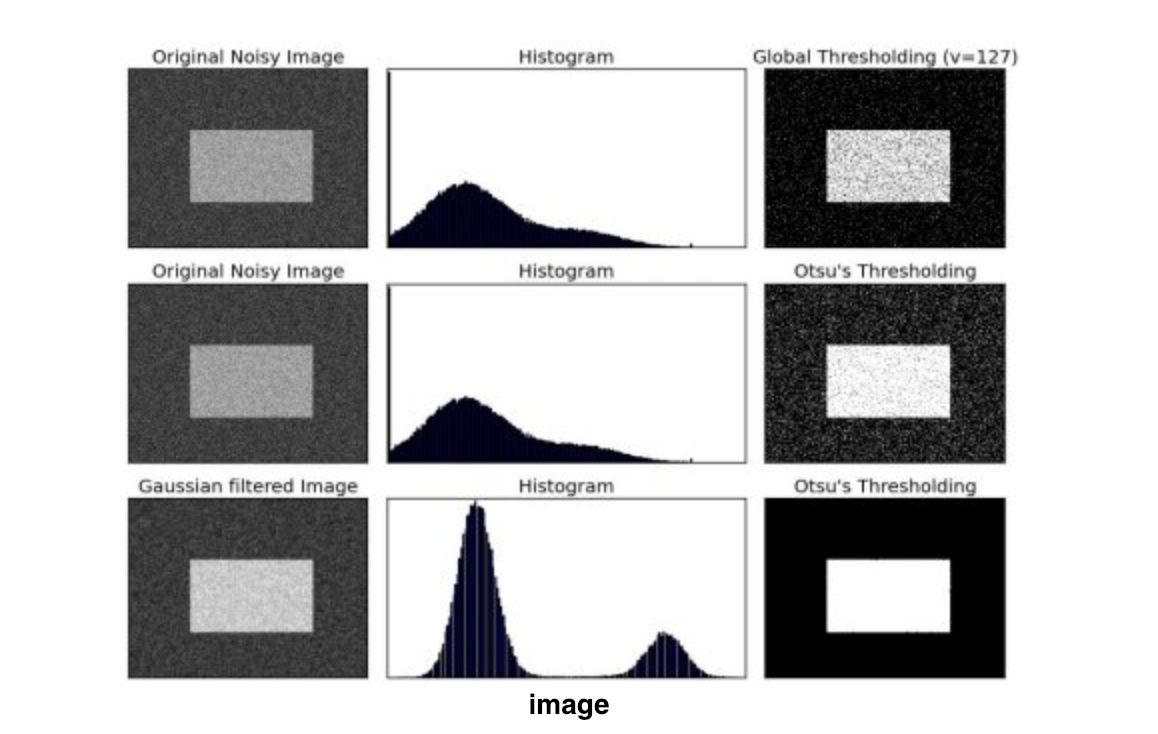 Original Noisy Image
Histogram
Global Thresholding (v=127)
Original Noisy Image
Histogram
Otsu's Thresholding
Gaussian filtered Image
Histogram
Otsu's Thresholding
image